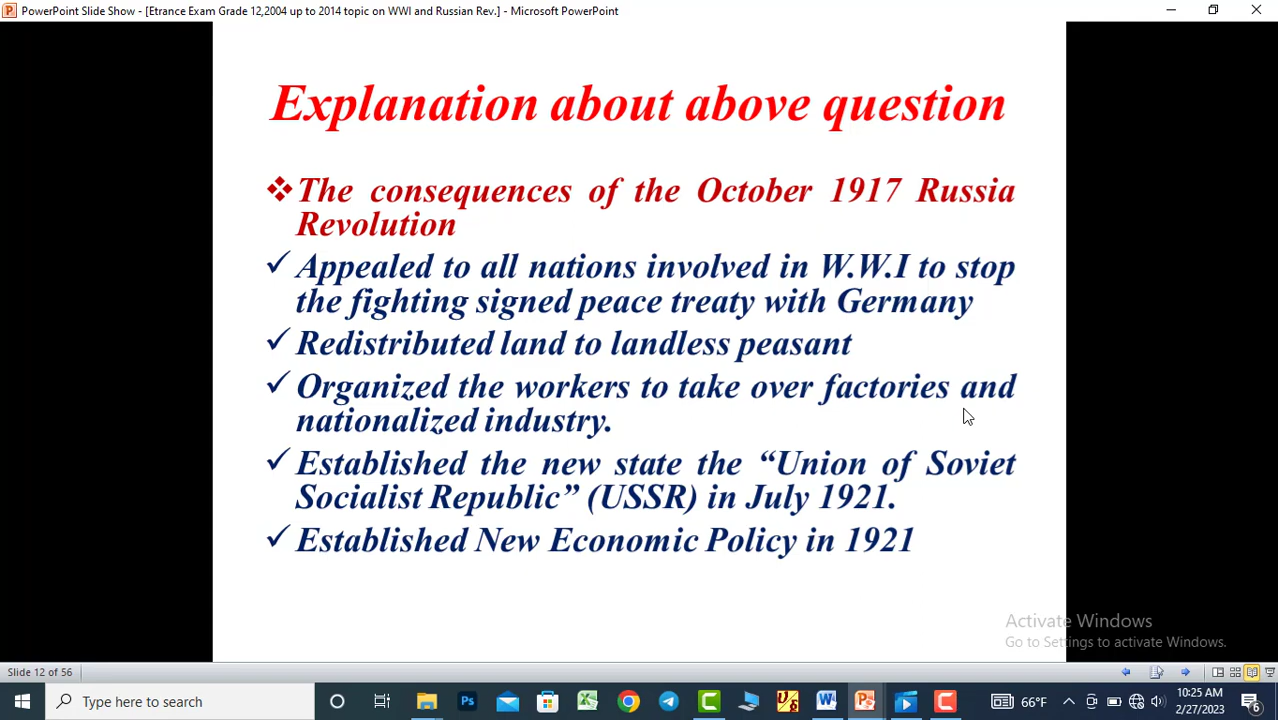 PowerPoint Slide Show - [Etrance Exam Grade 12,2004 up to 2014 topic on WWI and Russian Rev.] - Microsoft PowerPoint
Explanation about above question
❖The consequences of the October 1917 Russia
Revolution
✓ Appealed to all nations involved in W.W.I to stop
the fighting signed peace treaty with Germany
✓ Redistributed land to landless peasant
✓ Organized the workers to take over factories and
nationalized industry.
✓ Established the new state the “Union of Soviet
Socialist Republic” (USSR) in July 1921.
✓ Established New Economic Policy in 1921
Activate Windows
Go to Settings to activate Windows.
Slide 12 of 56
Type here to search
66°F
10:25 AM
2/27/2023
6